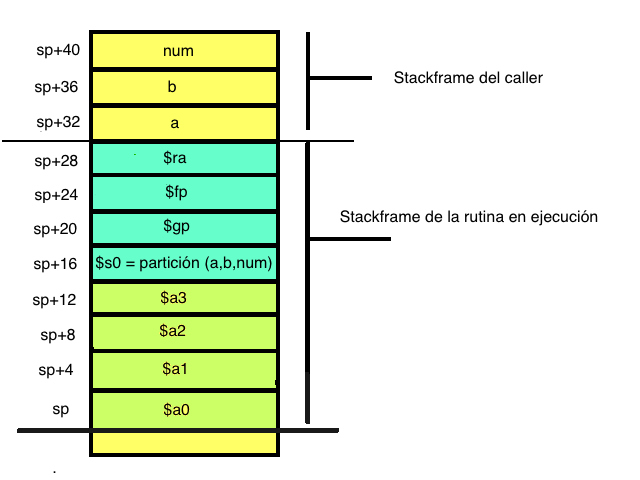 sp+40 num
sp+36 b
Stackframe del caller
sp+32 a
sp+28 $ra
sp+24 $fp
Stackframe de la rutina en ejecución
sp+20 $gp
sp+16 $s0 = partición (a,b,num)
sp+12 $a3
sp+8 $a2
sp+4 $a1
sp $a0